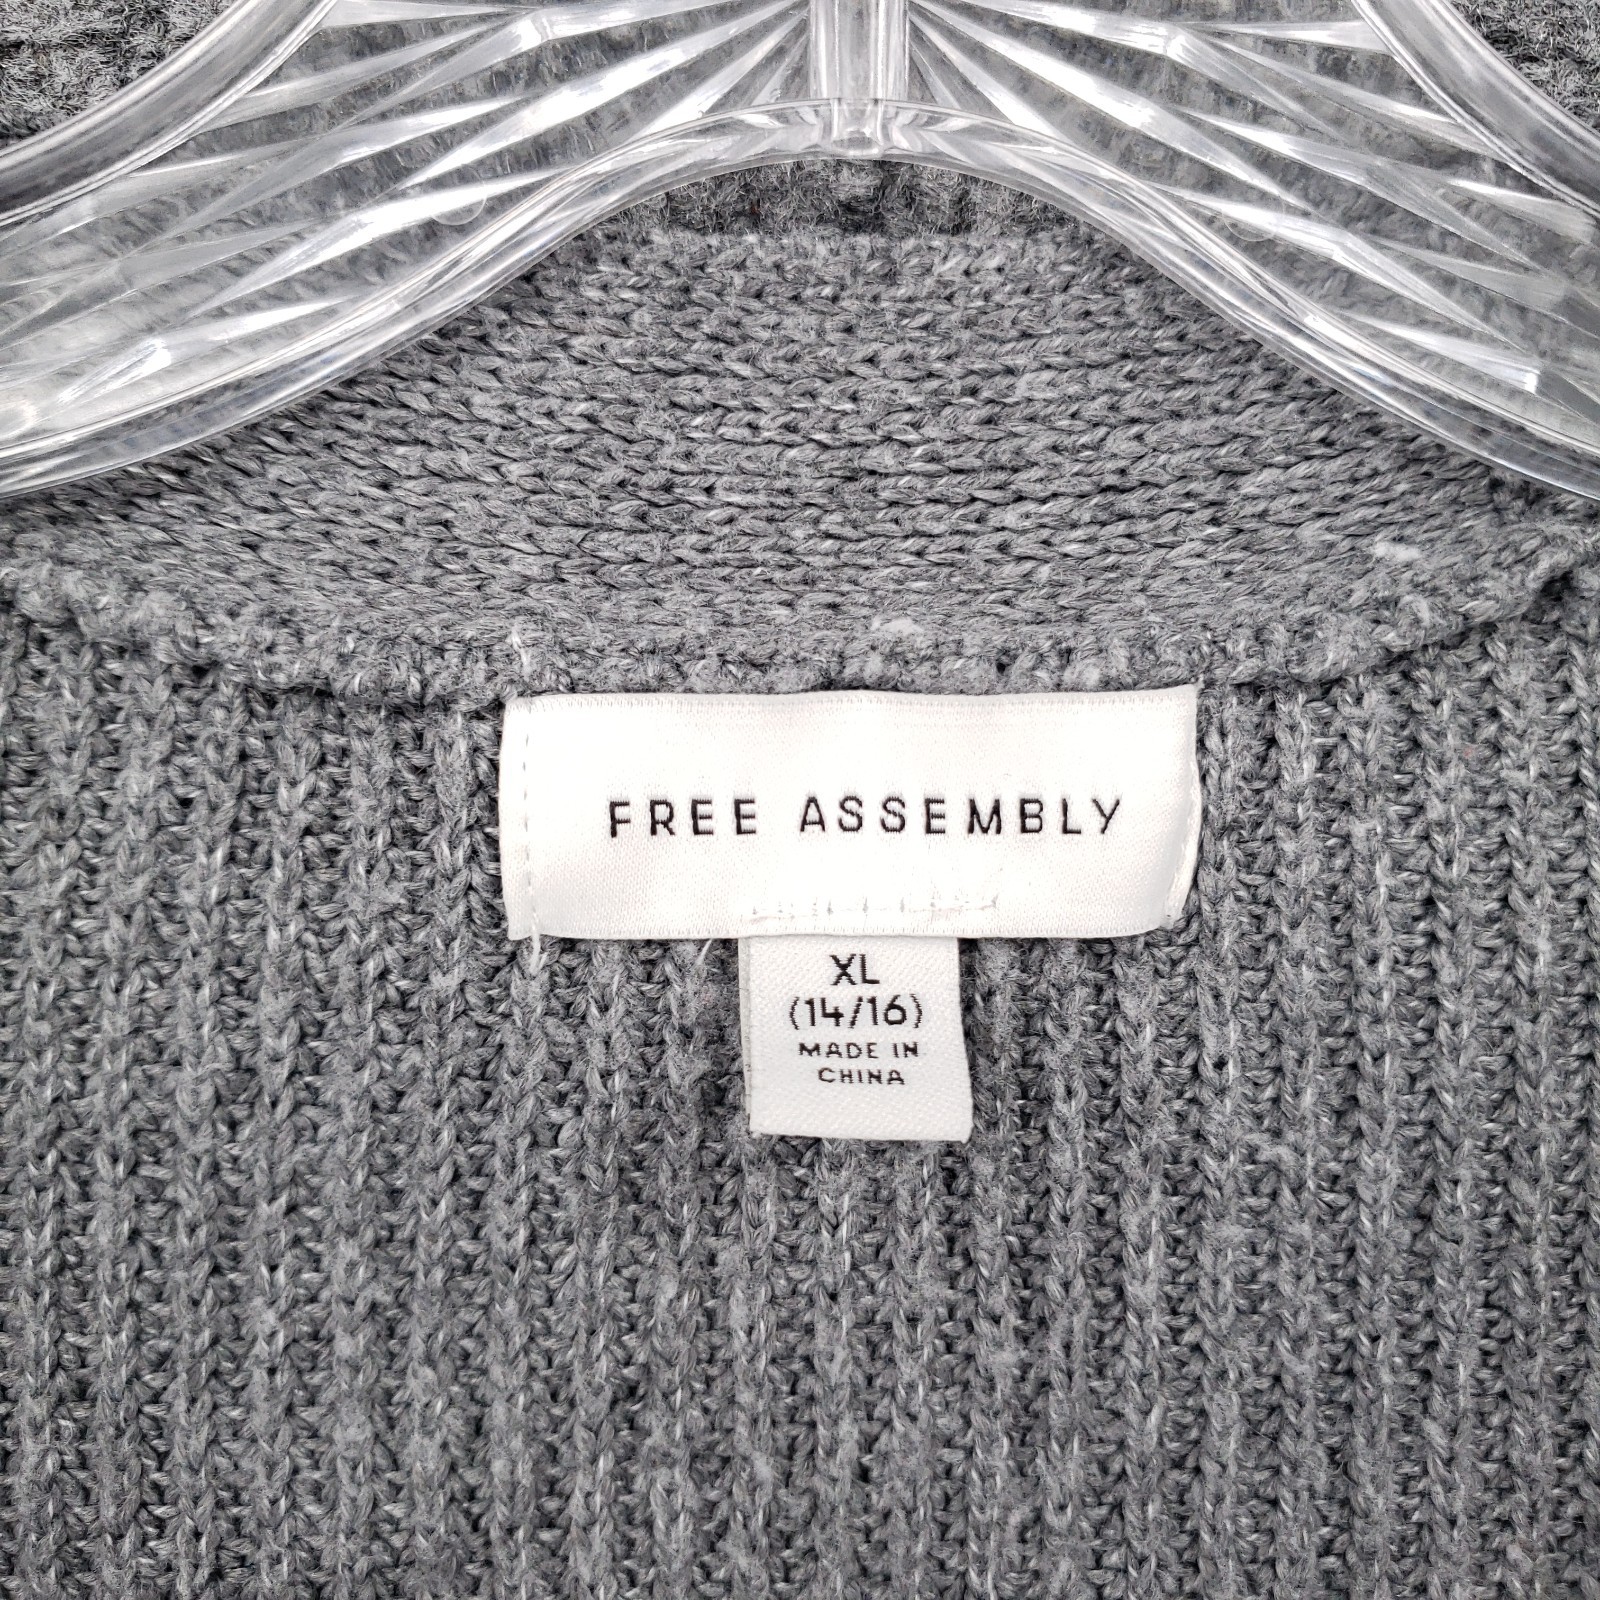 FREE ASSEMBLY
XL
(14/16)
MADE IN
CHINA